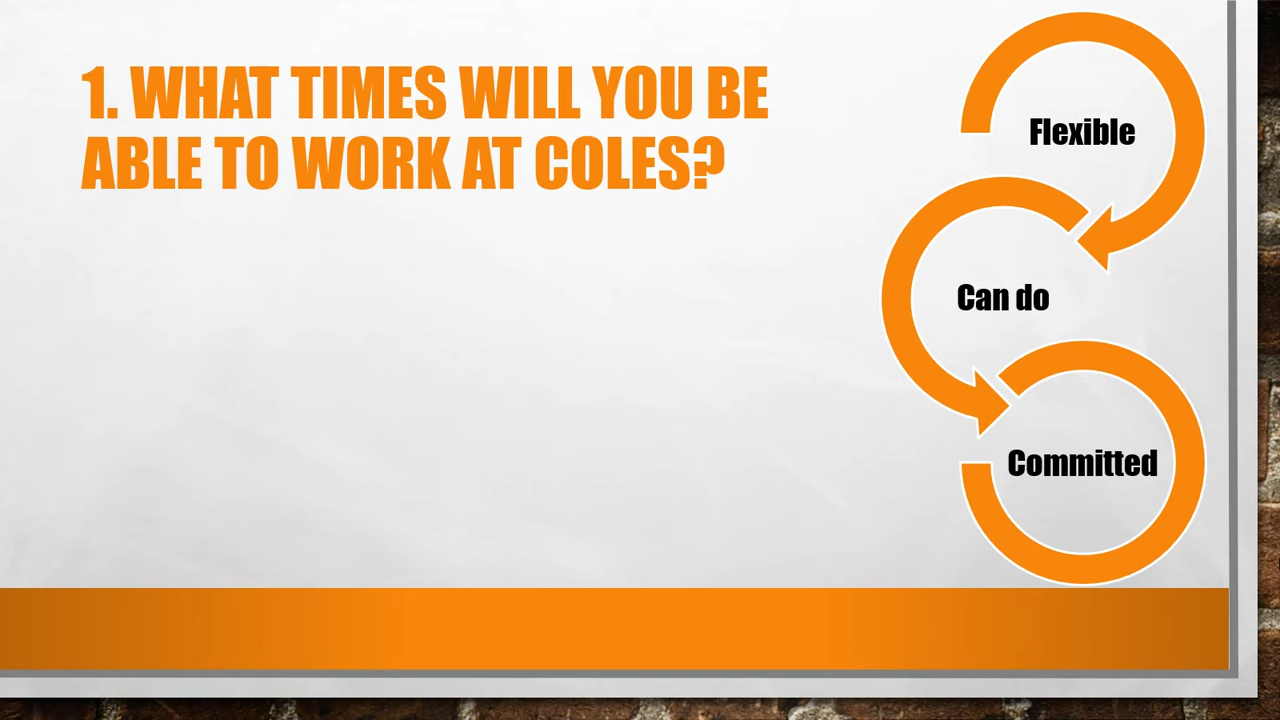 1. WHAT TIMES WILL YOU BE
ABLE TO WORK AT COLES?
Flexible
Can do
Committed